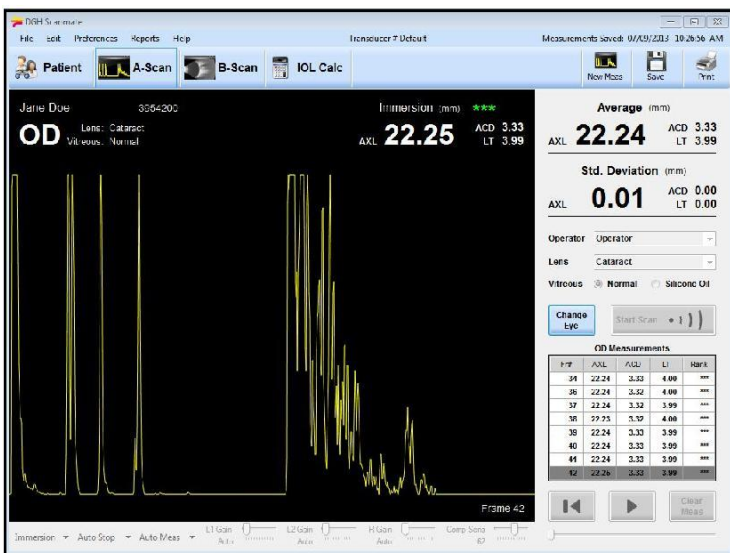 DGH Scanmate
File Edit Preferences Reports Help Transducer # Default Measurements Saved: 07/09/2013 10:26:56 AM
Patient A-Scan B-Scan IOL Calc New Meas Save Print
Jane Doe 3954200 Immersion (mm) ***
OD Lens: Cataract AXL 22.25 ACD 3.33
Vitreous: Normal LT 3.99
Average (mm)
AXL 22.24 ACD 3.33
LT 3.99
Std. Deviation (mm)
AXL 0.01 ACD 0.00
LT 0.00
Operator Operator
Lens Cataract
Vitreous Normal Silicone Oil
Change Eye
Start Scan
OD Measurements
Fr# AXL ACD LT Rank
34 22.24 3.33 4.00 ***
36 22.24 3.32 4.00 ***
37 22.24 3.32 3.99 ***
38 22.23 3.32 4.00 ***
39 22.24 3.33 3.99 ***
40 22.24 3.33 3.99 ***
41 22.24 3.33 3.99 ***
42 22.25 3.33 3.99 ***
Frame 42
Clear Meas
Immersion Auto Stop Auto Meas L1 Gain L2 Gain R Gain Comp Sens
Auto Auto Auto 62